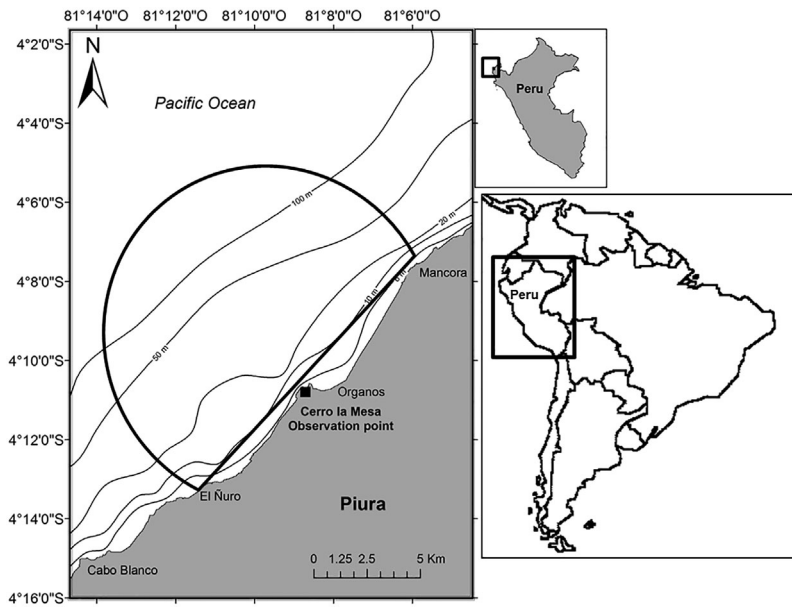 81°14'0"O 81°12'0"O 81°10'0"O 81°8'0"O 81°6'0"O
4°2'0"S
4°4'0"S
4°6'0"S
4°8'0"S
4°10'0"S
4°12'0"S
4°14'0"S
4°16'0"S
N
Pacific Ocean
100 m
50 m
20 m
10 m
6 m
Mancora
Organos
Cerro la Mesa
Observation point
El Ñuro
Piura
Cabo Blanco
0 1.25 2.5 5 Km
Peru
Peru